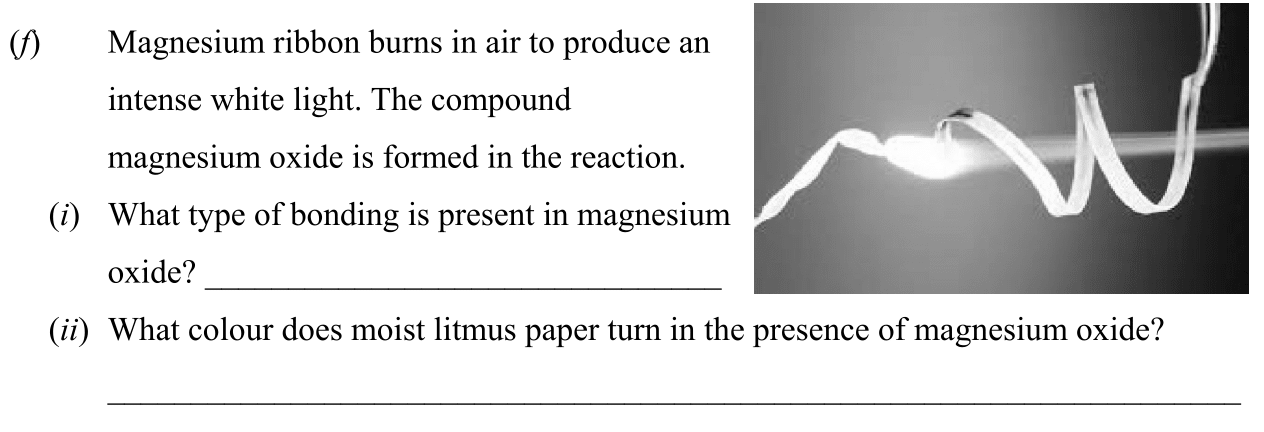 (f) Magnesium ribbon burns in air to produce an
intense white light. The compound
magnesium oxide is formed in the reaction.
(i) What type of bonding is present in magnesium
oxide? ________________________________
(ii) What colour does moist litmus paper turn in the presence of magnesium oxide?